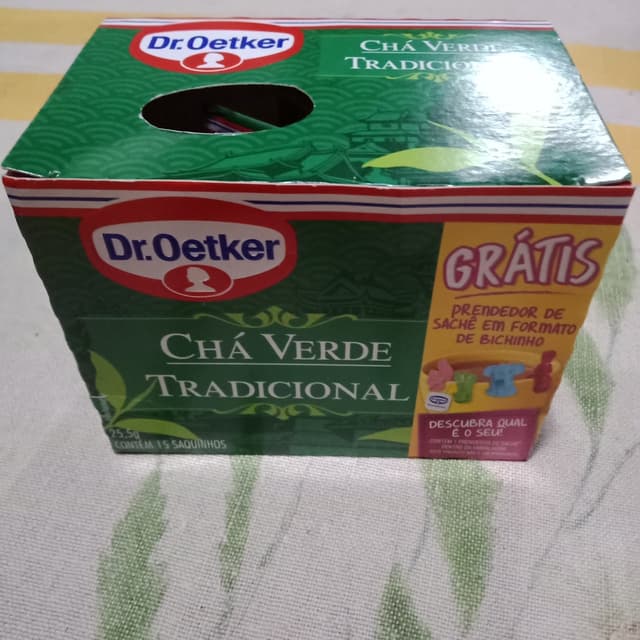 Dr.Oetker
CHÁ VERDE
TRADICIONAL
Dr.Oetker
CHÁ VERDE
TRADICIONAL
25,5g
CONTÉM 15 SAQUINHOS
GRÁTIS
PRENDEDOR DE
SACHÊ EM FORMATO
DE BICHINHO
DESCUBRA QUAL
É O SEU!